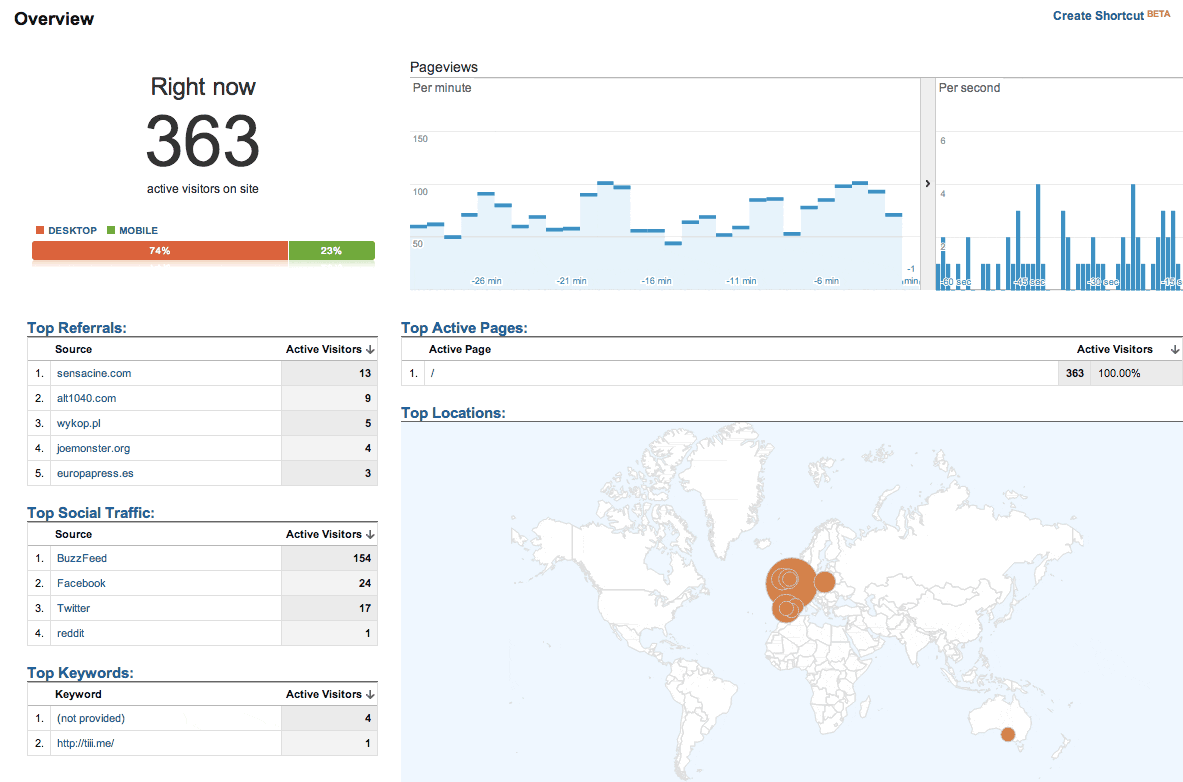 Overview
Create Shortcut BETA
Right now
363
active visitors on site
DESKTOP MOBILE
74% 23%
Pageviews
Per minute
150
100
50
-26 min -21 min -16 min -11 min -6 min -1 min
Per second
6
4
2
-60 sec -45 sec -30 sec -15 s
Top Referrals:
Source Active Visitors
1. sensacine.com 13
2. alt1040.com 9
3. wykop.pl 5
4. joemonster.org 4
5. europapress.es 3
Top Social Traffic:
Source Active Visitors
1. BuzzFeed 154
2. Facebook 24
3. Twitter 17
4. reddit 1
Top Keywords:
Keyword Active Visitors
1. (not provided) 4
2. http://tiii.me/ 1
Top Active Pages:
Active Page Active Visitors
1. / 363 100.00%
Top Locations: